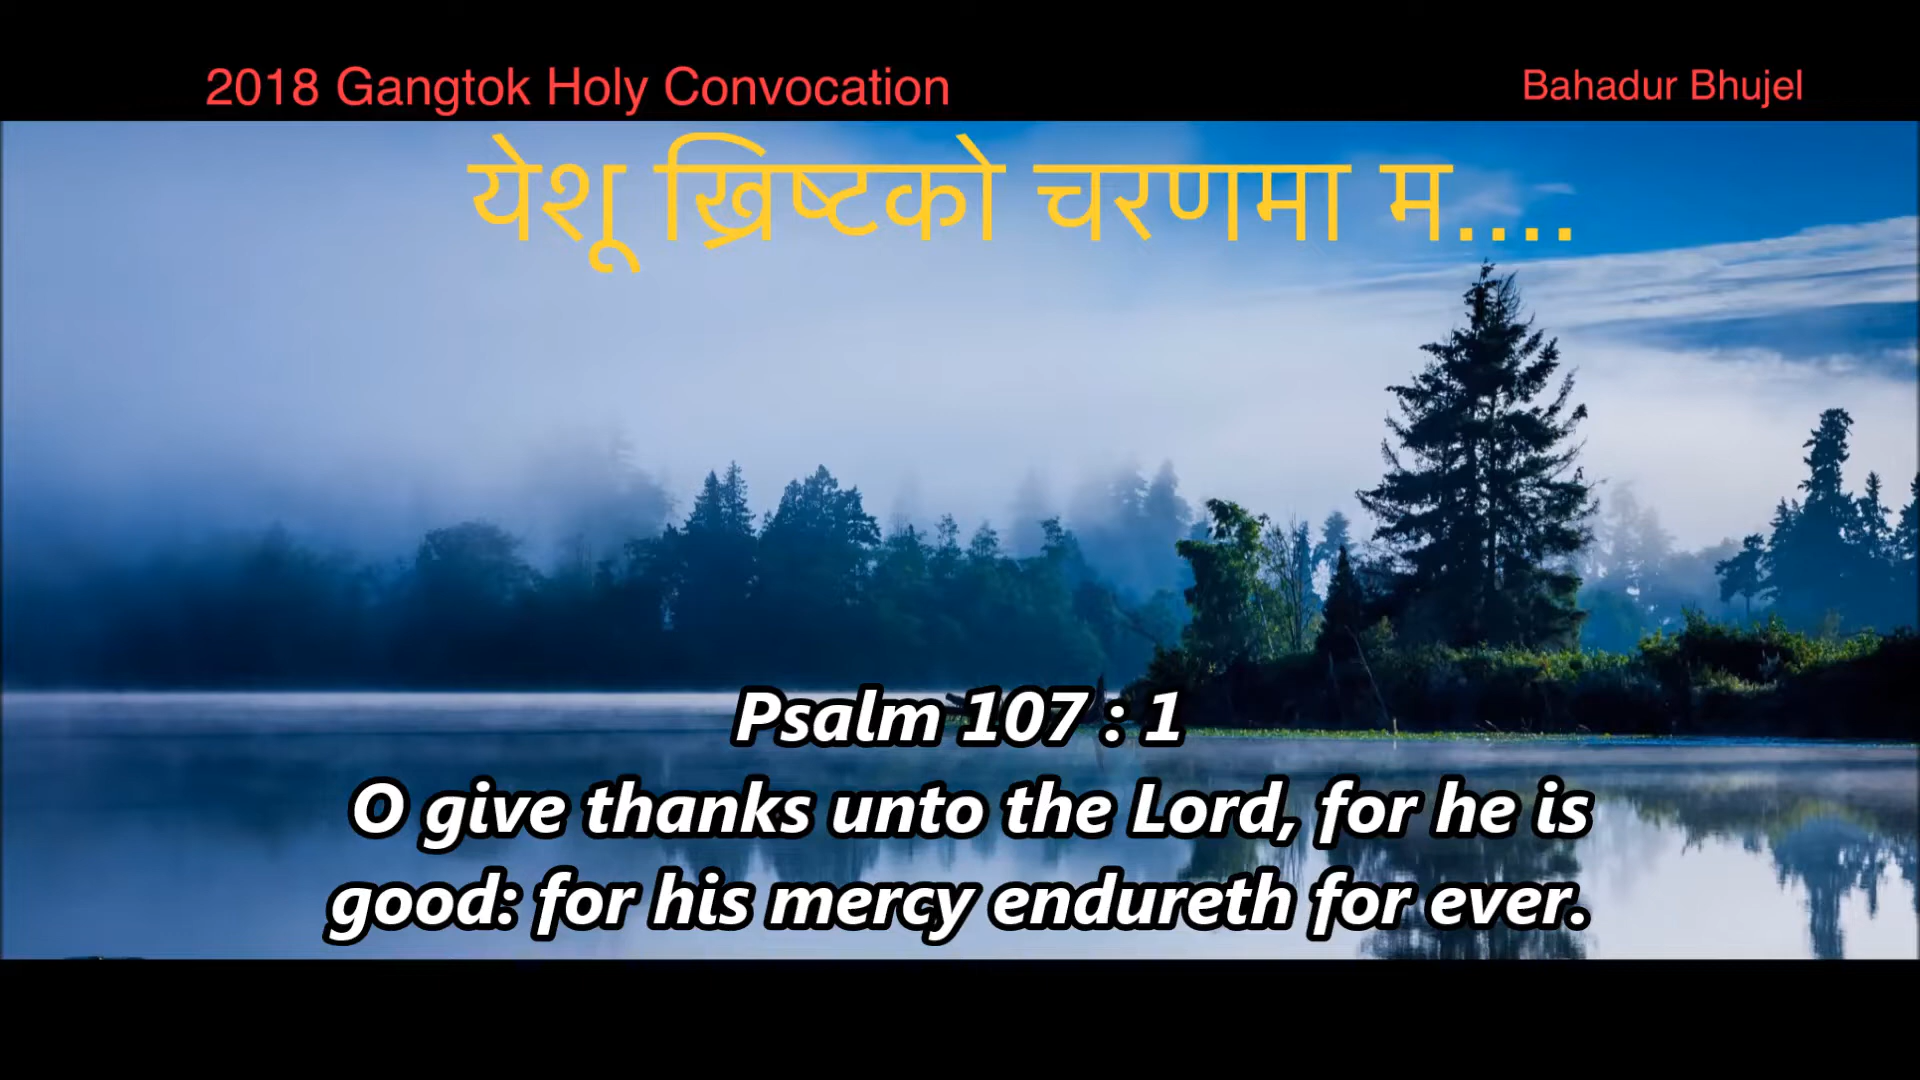 2018 Gangtok Holy Convocation
Bahadur Bhujel
येशू ख्रिष्टको चरणमा म....
Psalm 107 : 1
O give thanks unto the Lord, for he is
good: for his mercy endureth for ever.